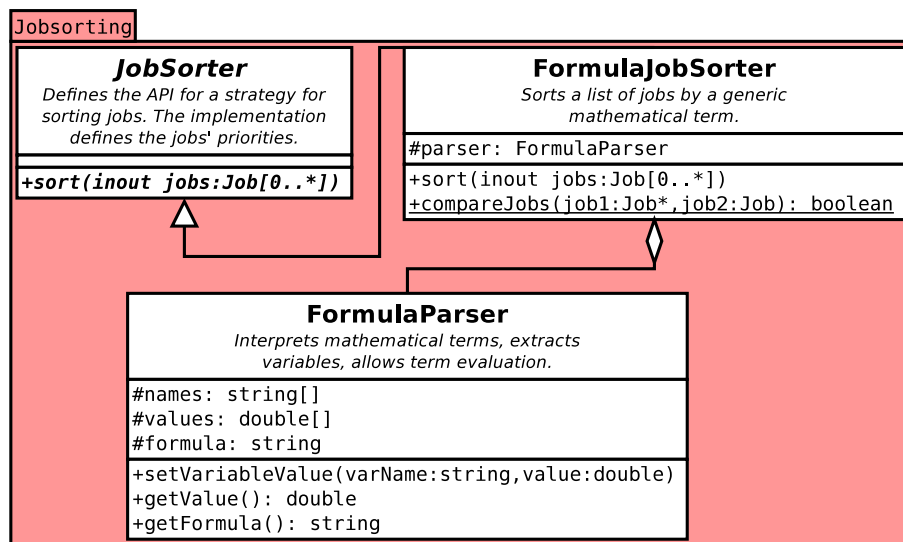 Jobsorting
JobSorter
Defines the API for a strategy for
sorting jobs. The implementation
defines the jobs' priorities.
+sort(inout jobs:Job[0..*])
FormulaJobSorter
Sorts a list of jobs by a generic
mathematical term.
#parser: FormulaParser
+sort(inout jobs:Job[0..*])
+compareJobs(job1:Job*,job2:Job): boolean
FormulaParser
Interprets mathematical terms, extracts
variables, allows term evaluation.
#names: string[]
#values: double[]
#formula: string
+setVariableValue(varName:string,value:double)
+getValue(): double
+getFormula(): string